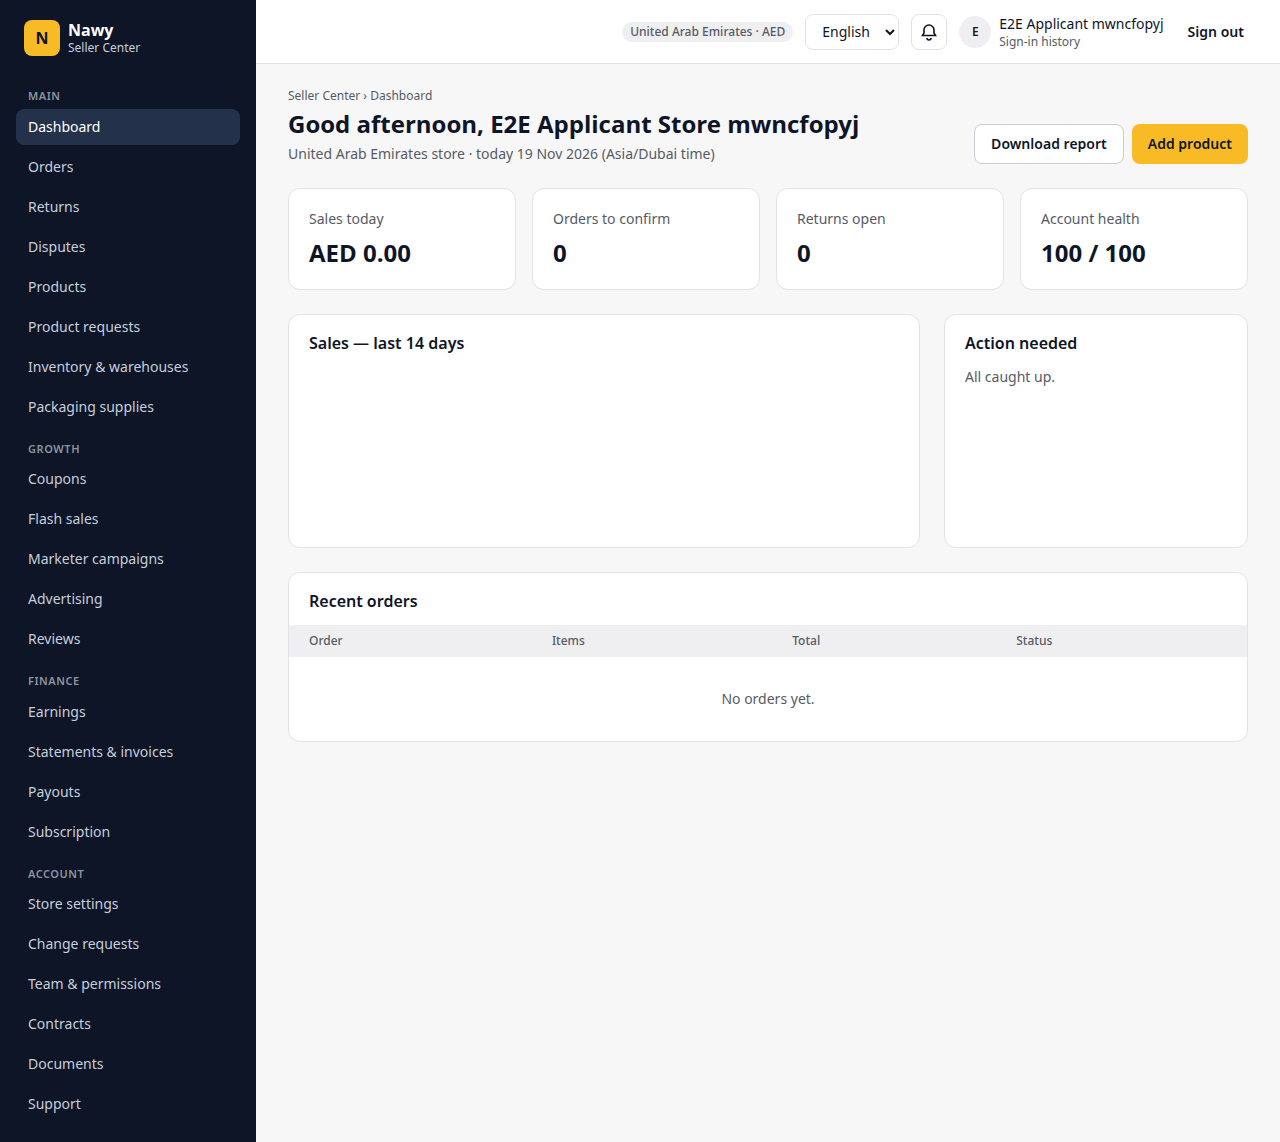 N
Nawy
Seller Center
MAIN
Dashboard
Orders
Returns
Disputes
Products
Product requests
Inventory & warehouses
Packaging supplies
GROWTH
Coupons
Flash sales
Marketer campaigns
Advertising
Reviews
FINANCE
Earnings
Statements & invoices
Payouts
Subscription
ACCOUNT
Store settings
Change requests
Team & permissions
Contracts
Documents
Support
United Arab Emirates · AED
English
E
E2E Applicant mwncfopyj
Sign-in history
Sign out
Seller Center › Dashboard
Good afternoon, E2E Applicant Store mwncfopyj
United Arab Emirates store · today 19 Nov 2026 (Asia/Dubai time)
Download report
Add product
Sales today
AED 0.00
Orders to confirm
0
Returns open
0
Account health
100 / 100
Sales — last 14 days
Action needed
All caught up.
Recent orders
Order Items Total Status
No orders yet.